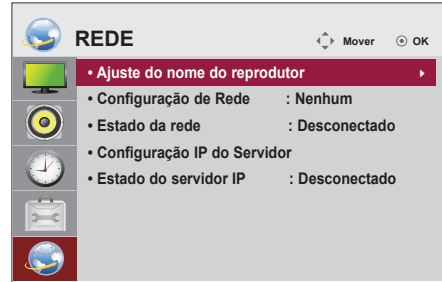 REDE
Mover OK
• Ajuste do nome do reprodutor
• Configuração de Rede : Nenhum
• Estado da rede : Desconectado
• Configuração IP do Servidor
• Estado do servidor IP : Desconectado